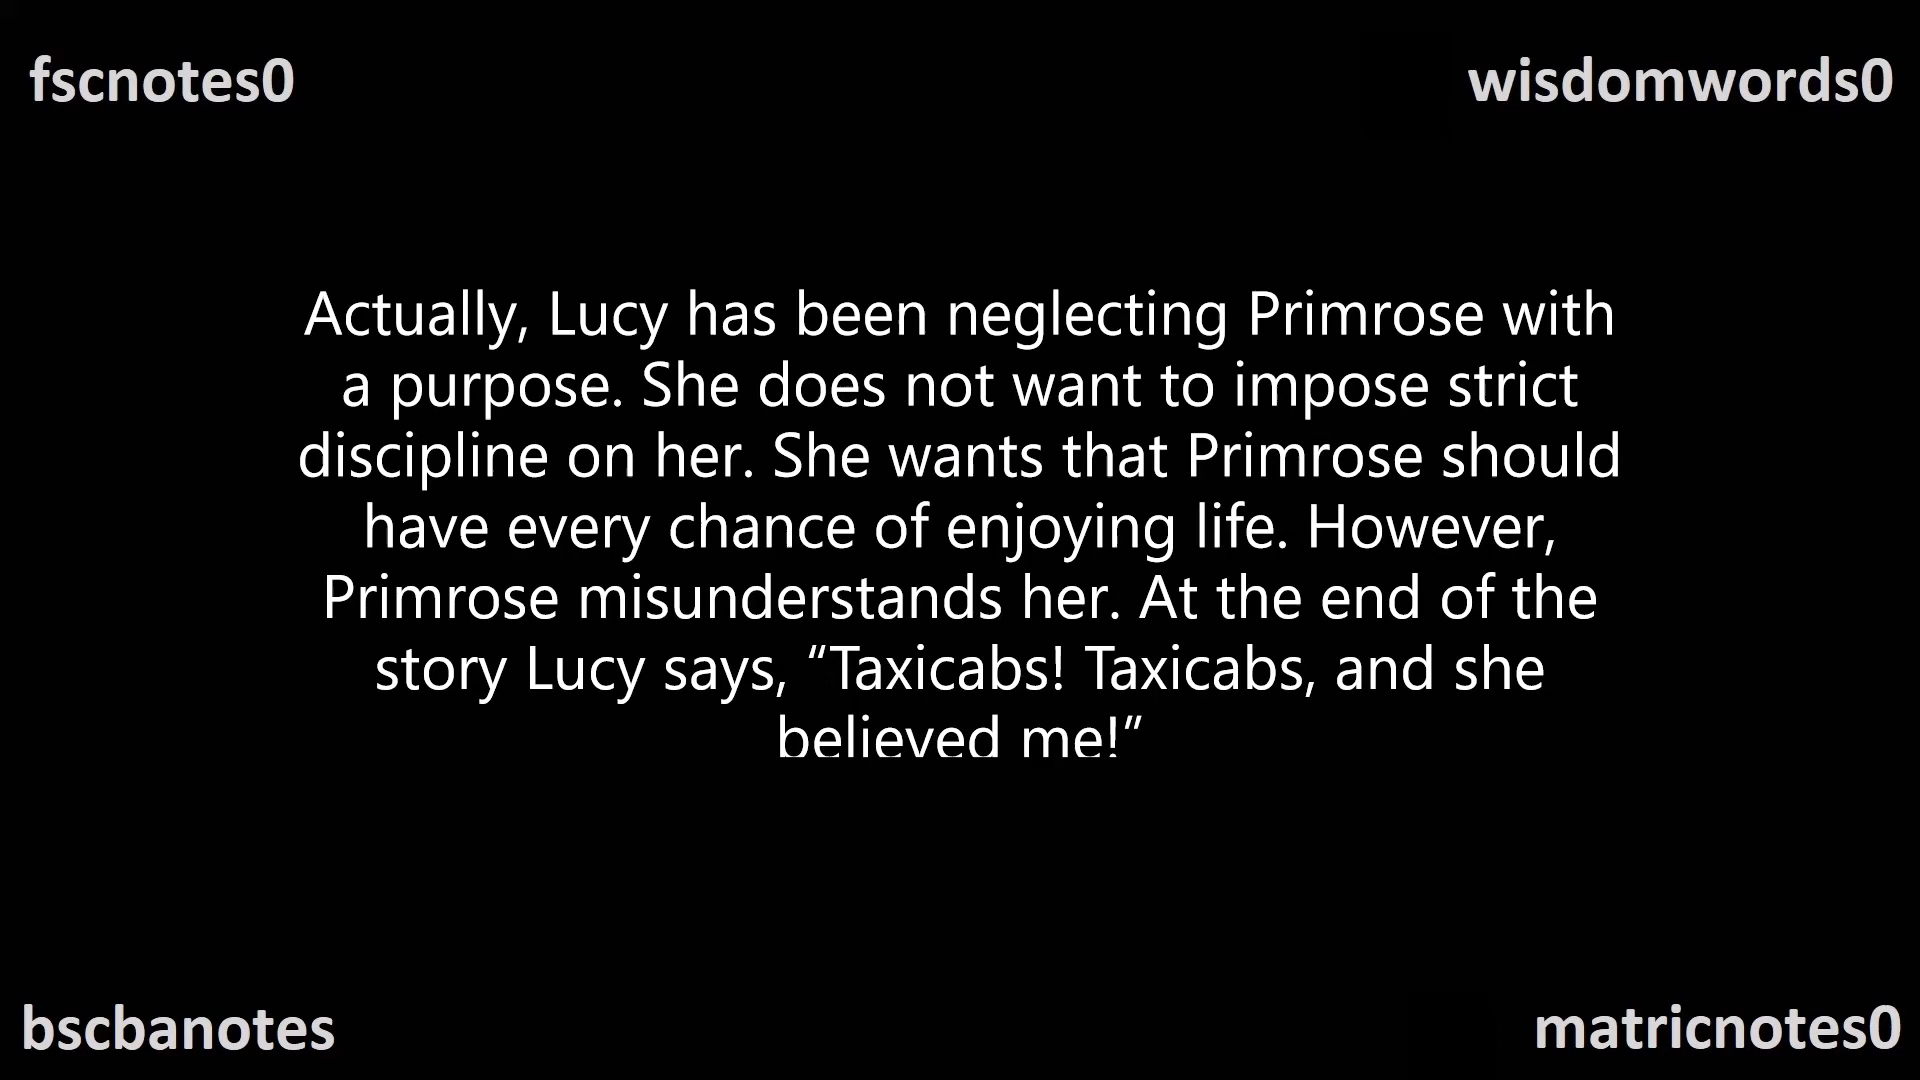 fscnotes0
wisdomwords0
Actually, Lucy has been neglecting Primrose with
a purpose. She does not want to impose strict
discipline on her. She wants that Primrose should
have every chance of enjoying life. However,
Primrose misunderstands her. At the end of the
story Lucy says, “Taxicabs! Taxicabs, and she
believed me!”
bscbanotes
matricnotes0